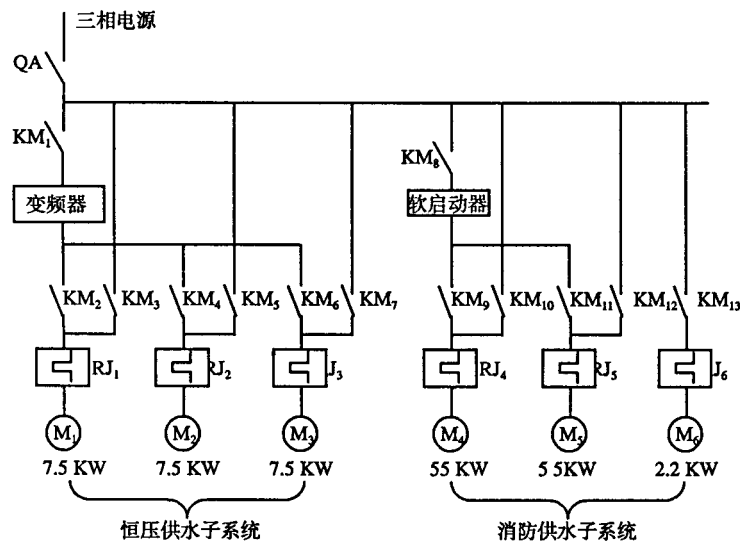 三相电源
QA
KM₁ KM₈
变频器 软启动器
KM₂ KM₃ KM₄ KM₅ KM₆ KM₇ KM₉ KM₁₀ KM₁₁ KM₁₂ KM₁₃
RJ₁ RJ₂ J₃ RJ₄ RJ₅ J₆
M₁ M₂ M₃ M₄ M₅ M₆
7.5 KW 7.5 KW 7.5 KW 55 KW 5 5KW 2.2 KW
恒压供水子系统 消防供水子系统